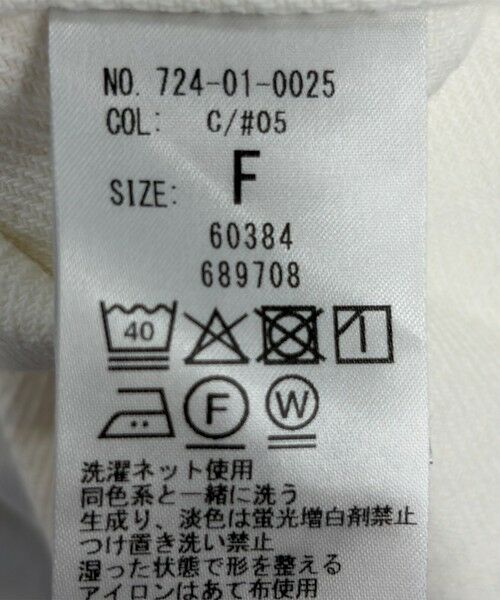 NO. 724-01-0025
COL: C/#05
SIZE: F
60384
689708
40
F W
洗濯ネット使用
同色系と一緒に洗う
生成り、淡色は蛍光増白剤禁止
つけ置き洗い禁止
湿った状態で形を整える
アイロンはあて布使用